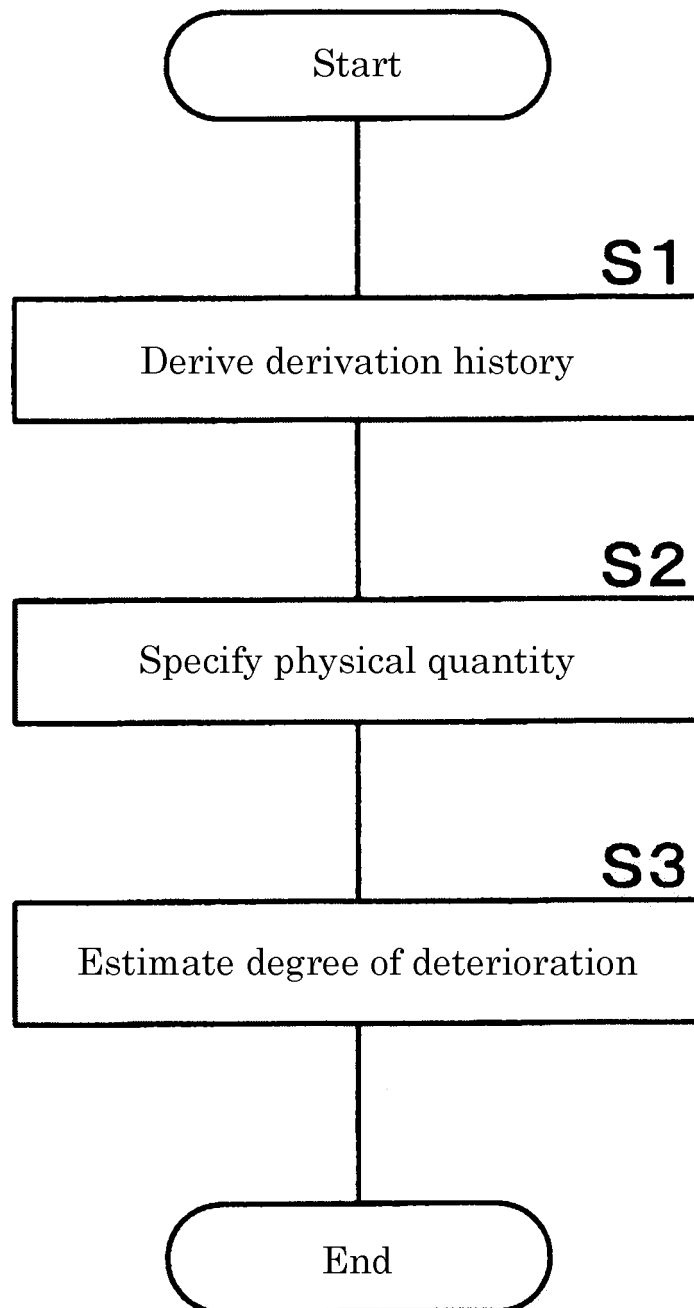 Start
S1
Derive derivation history
S2
Specify physical quantity
S3
Estimate degree of deterioration
End